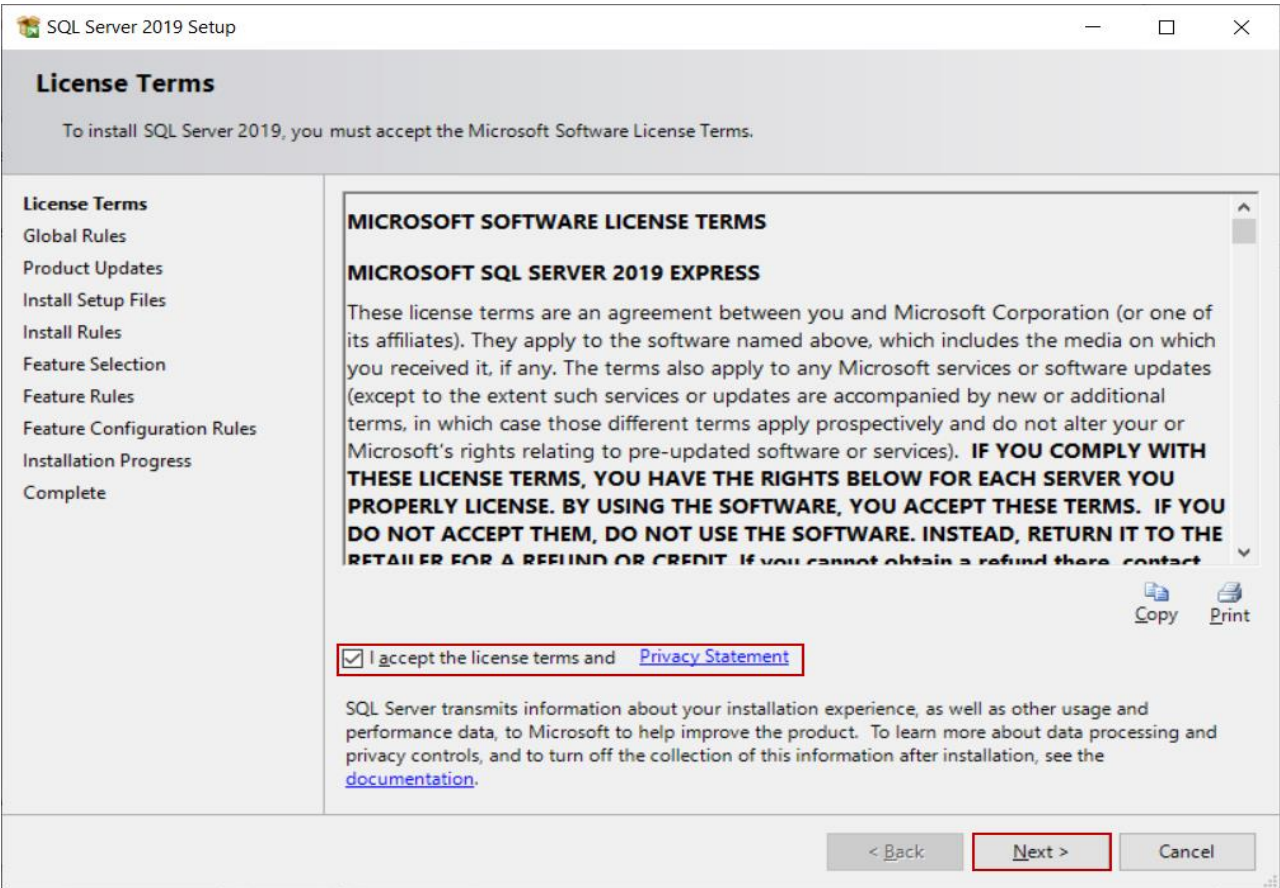 SQL Server 2019 Setup
License Terms
To install SQL Server 2019, you must accept the Microsoft Software License Terms.
License Terms
Global Rules
Product Updates
Install Setup Files
Install Rules
Feature Selection
Feature Rules
Feature Configuration Rules
Installation Progress
Complete
MICROSOFT SOFTWARE LICENSE TERMS
MICROSOFT SQL SERVER 2019 EXPRESS
These license terms are an agreement between you and Microsoft Corporation (or one of
its affiliates). They apply to the software named above, which includes the media on which
you received it, if any. The terms also apply to any Microsoft services or software updates
(except to the extent such services or updates are accompanied by new or additional
terms, in which case those different terms apply prospectively and do not alter your or
Microsoft's rights relating to pre-updated software or services). IF YOU COMPLY WITH
THESE LICENSE TERMS, YOU HAVE THE RIGHTS BELOW FOR EACH SERVER YOU
PROPERLY LICENSE. BY USING THE SOFTWARE, YOU ACCEPT THESE TERMS. IF YOU
DO NOT ACCEPT THEM, DO NOT USE THE SOFTWARE. INSTEAD, RETURN IT TO THE
RETAILER FOR A REFUND OR CREDIT. If you cannot obtain a refund there, contact
Copy Print
I accept the license terms and Privacy Statement
SQL Server transmits information about your installation experience, as well as other usage and
performance data, to Microsoft to help improve the product. To learn more about data processing and
privacy controls, and to turn off the collection of this information after installation, see the
documentation.
< Back Next > Cancel